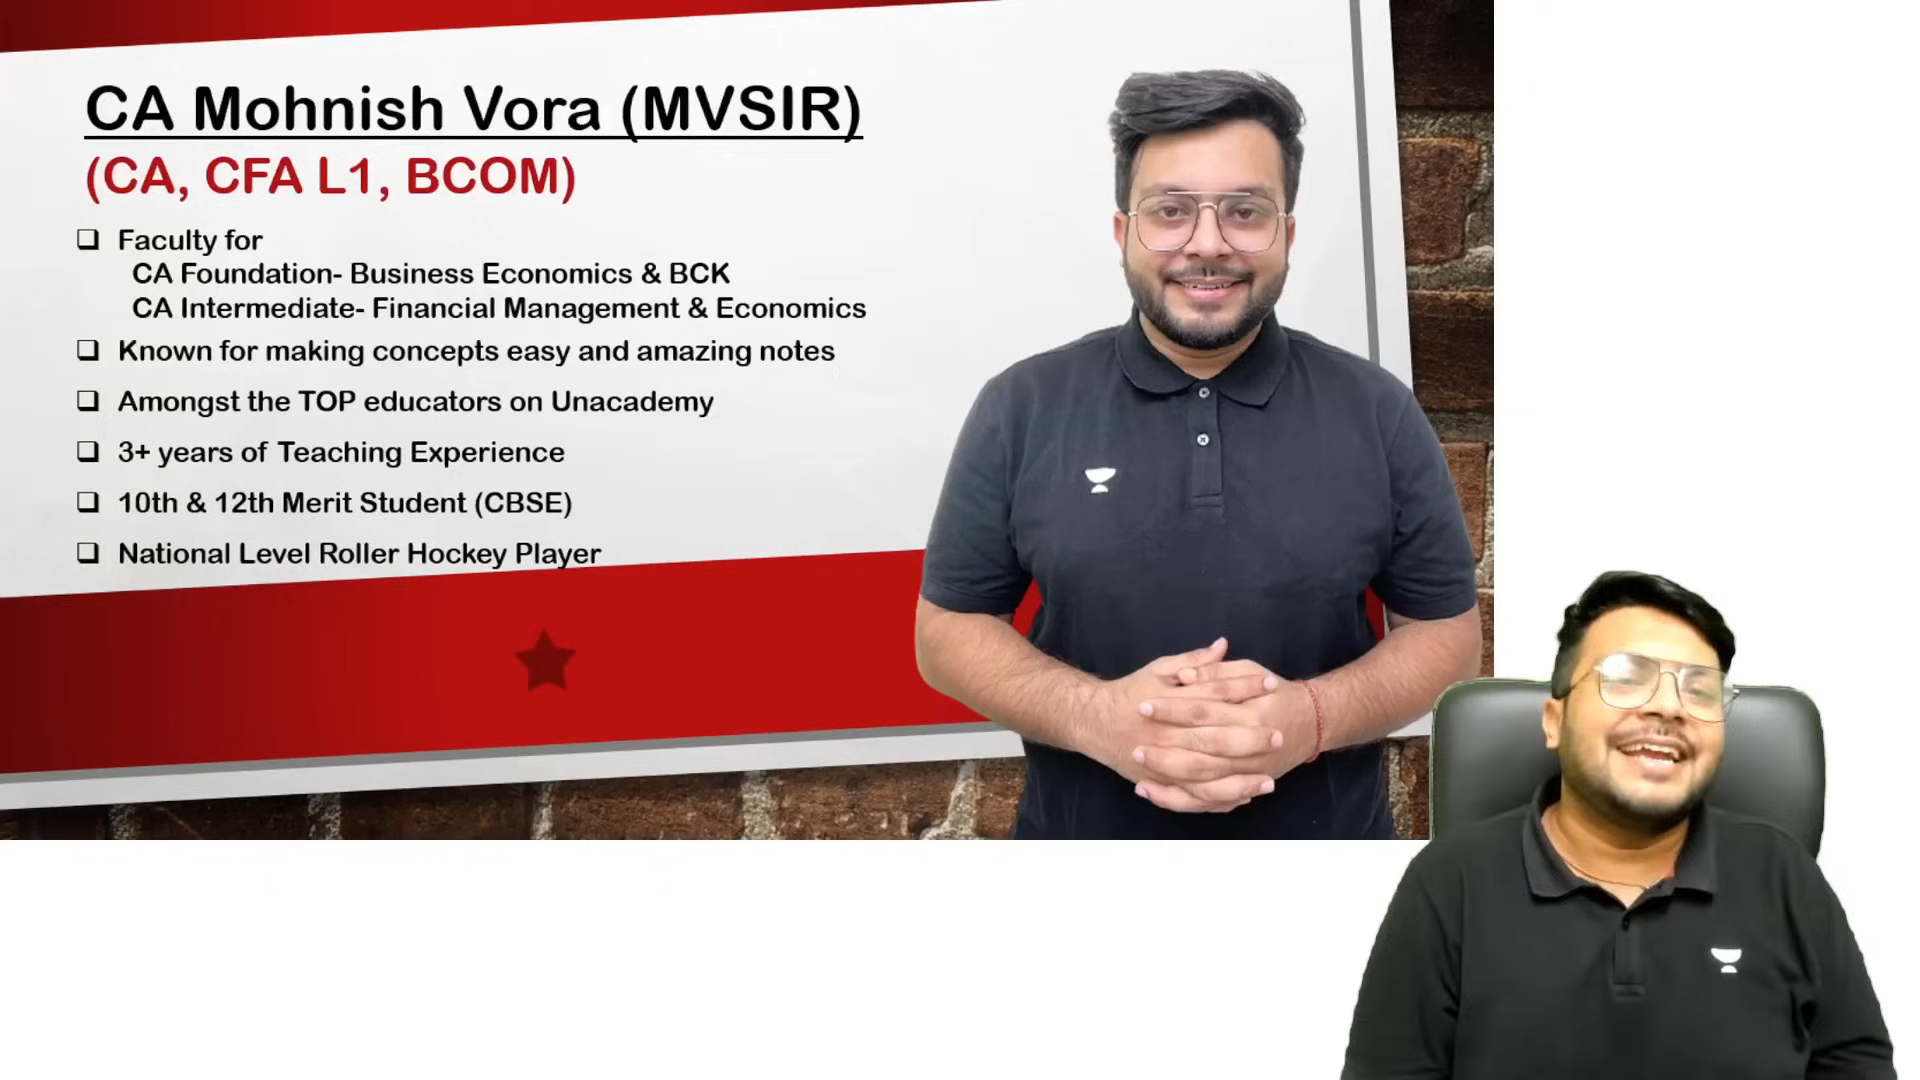 CA Mohnish Vora (MVSIR)
(CA, CFA L1, BCOM)
Faculty for
CA Foundation- Business Economics & BCK
CA Intermediate- Financial Management & Economics
Known for making concepts easy and amazing notes
Amongst the TOP educators on Unacademy
3+ years of Teaching Experience
10th & 12th Merit Student (CBSE)
National Level Roller Hockey Player